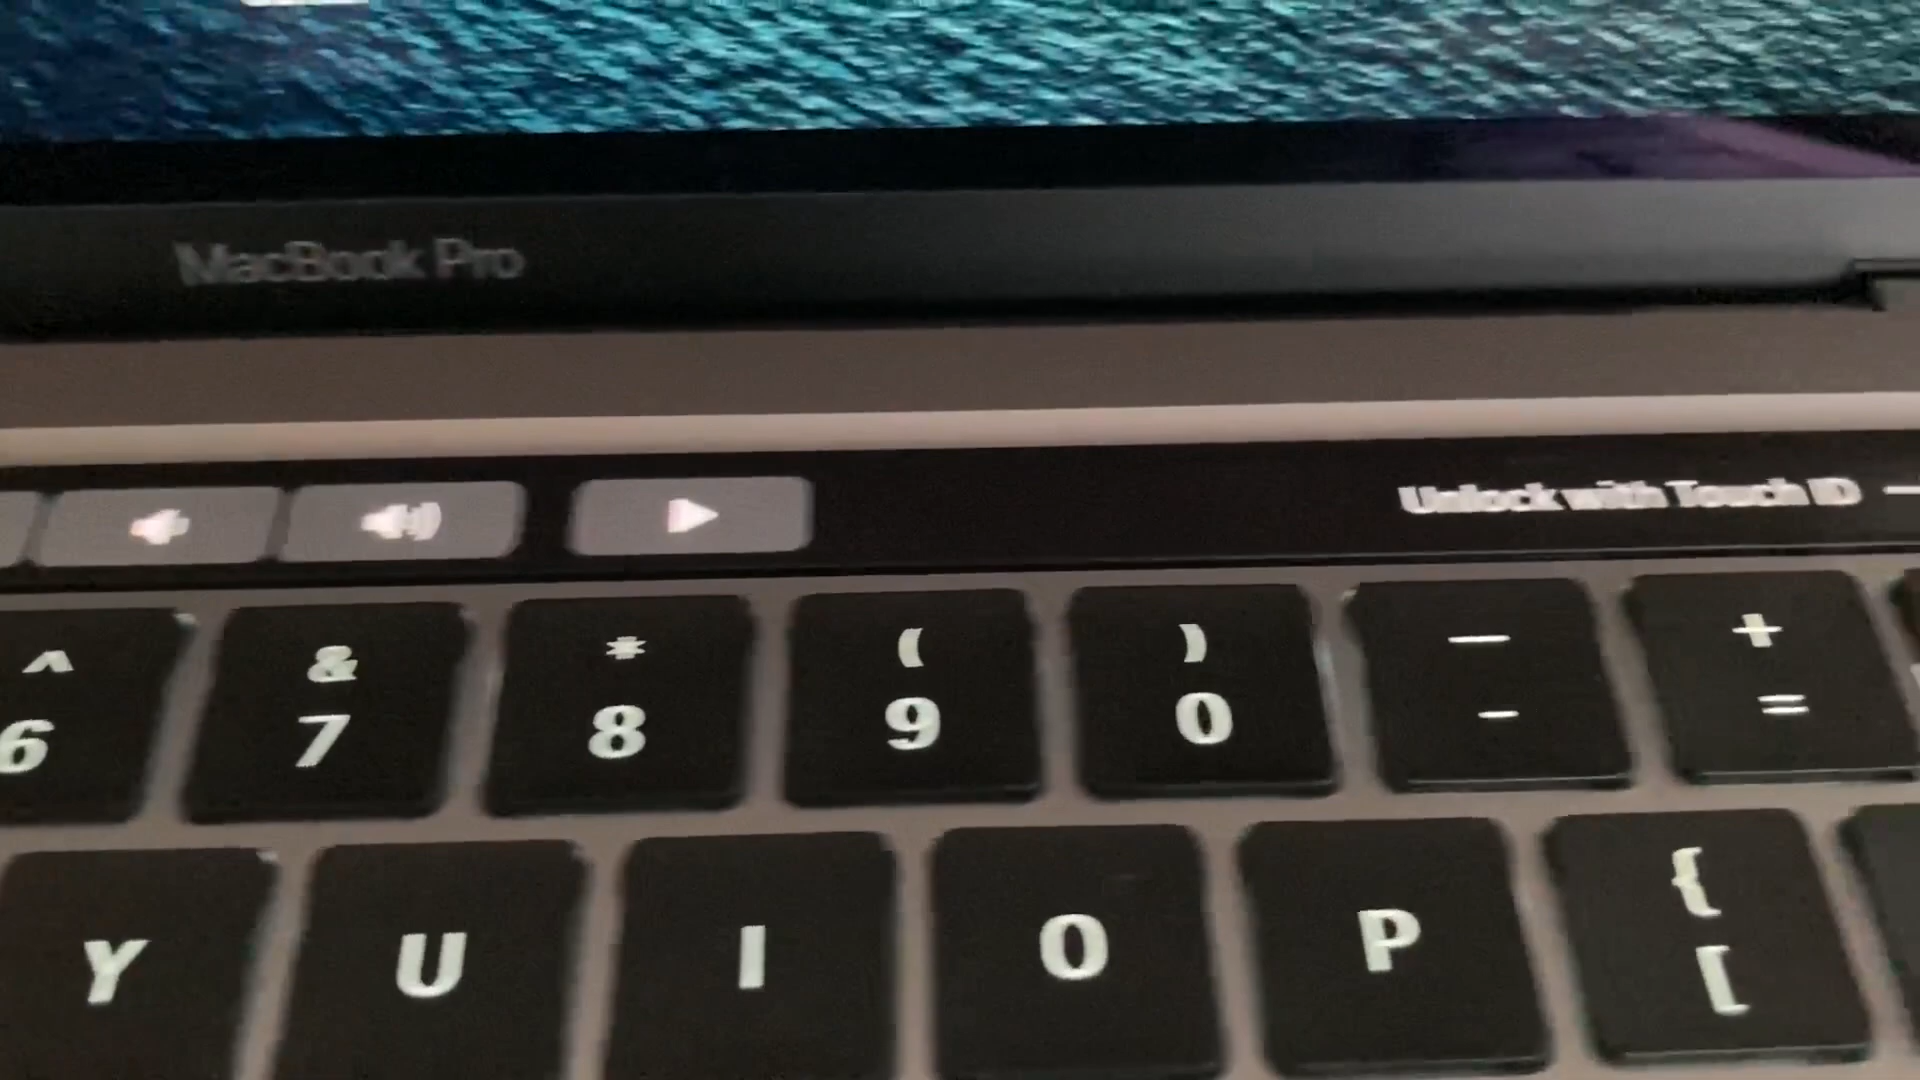 MacBook Pro
Unlock with Touch ID
^ & * ( ) — +
6 7 8 9 0 - =
Y U I O P {
[